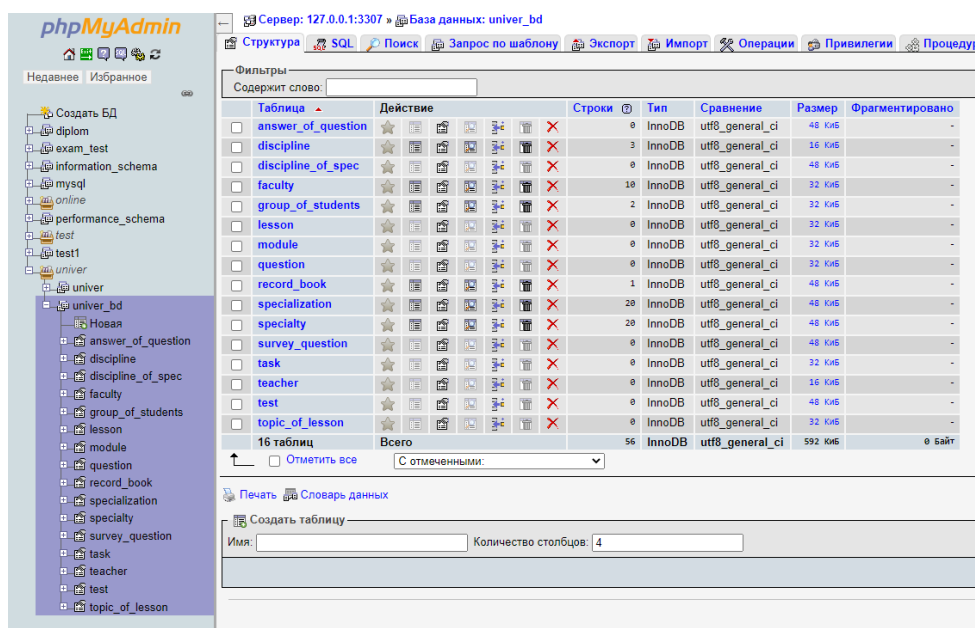 phpMyAdmin
Недавнее Избранное
Создать БД
diplom
exam_test
information_schema
mysql
online
performance_schema
test
test1
univer
univer
univer_bd
Новая
answer_of_question
discipline
discipline_of_spec
faculty
group_of_students
lesson
module
question
record_book
specialization
specialty
survey_question
task
teacher
test
topic_of_lesson
Сервер: 127.0.0.1:3307 » База данных: univer_bd
Структура SQL Поиск Запрос по шаблону Экспорт Импорт Операции Привилегии Процедур
Фильтры
Содержит слово:
Таблица Действие Строки Тип Сравнение Размер Фрагментировано
answer_of_question 0 InnoDB utf8_general_ci 48 КиБ -
discipline 3 InnoDB utf8_general_ci 16 КиБ -
discipline_of_spec 0 InnoDB utf8_general_ci 48 КиБ -
faculty 10 InnoDB utf8_general_ci 32 КиБ -
group_of_students 2 InnoDB utf8_general_ci 32 КиБ -
lesson 0 InnoDB utf8_general_ci 32 КиБ -
module 0 InnoDB utf8_general_ci 32 КиБ -
question 0 InnoDB utf8_general_ci 32 КиБ -
record_book 1 InnoDB utf8_general_ci 48 КиБ -
specialization 20 InnoDB utf8_general_ci 48 КиБ -
specialty 20 InnoDB utf8_general_ci 48 КиБ -
survey_question 0 InnoDB utf8_general_ci 48 КиБ -
task 0 InnoDB utf8_general_ci 32 КиБ -
teacher 0 InnoDB utf8_general_ci 16 КиБ -
test 0 InnoDB utf8_general_ci 48 КиБ -
topic_of_lesson 0 InnoDB utf8_general_ci 32 КиБ -
16 таблиц Всего 56 InnoDB utf8_general_ci 592 КиБ 0 Байт
Отметить все С отмеченными:
Печать Словарь данных
Создать таблицу
Имя: Количество столбцов: 4